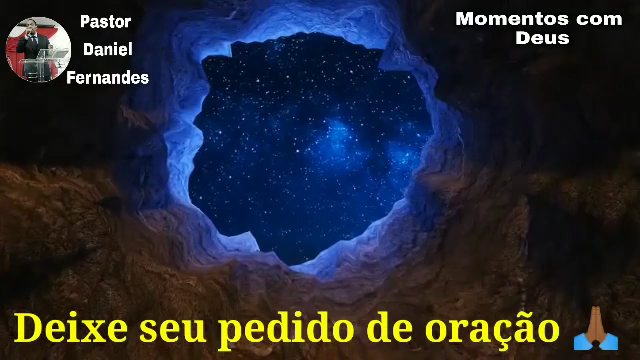 Pastor
Daniel
Fernandes
Momentos com
Deus
Deixe seu pedido de oração 🙏🏾